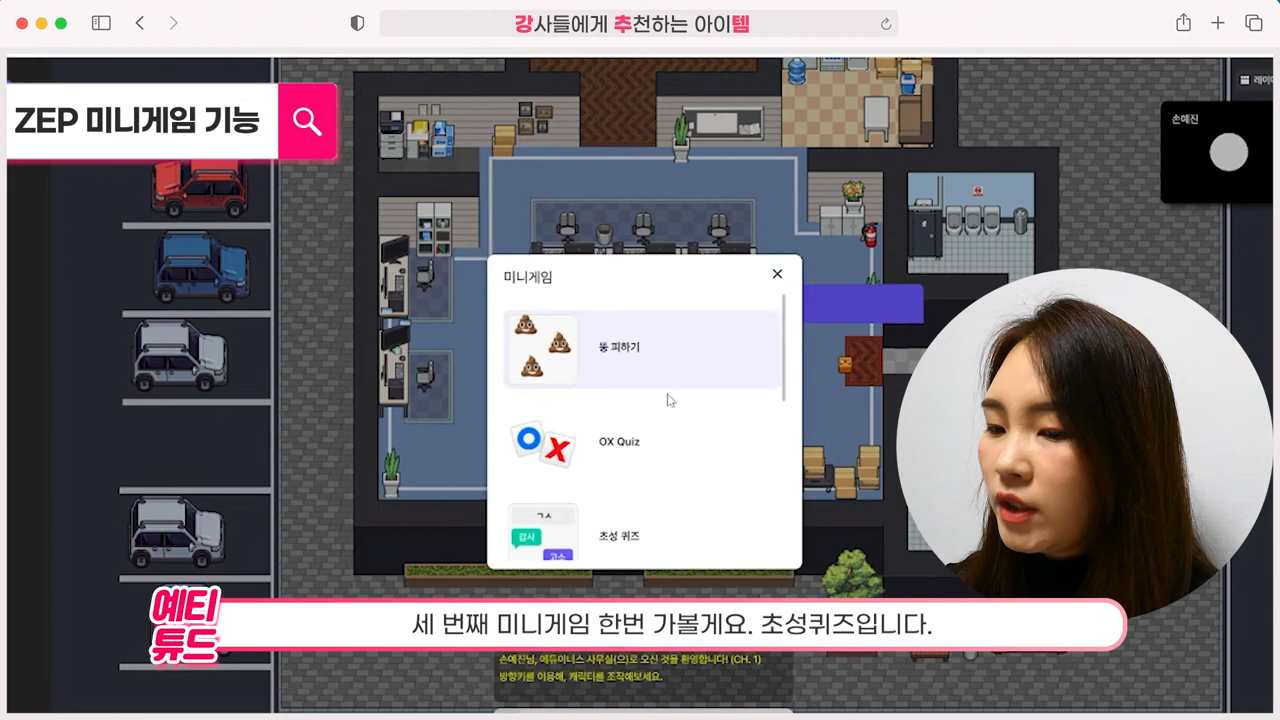 강사들에게 추천하는 아이템
ZEP 미니게임 기능
레이
손예진
미니게임
똥 피하기
OX Quiz
ㄱㅅ
감사
고소
초성 퀴즈
예티
튜드
세 번째 미니게임 한번 가볼게요. 초성퀴즈입니다.
손예진님, 에듀이너스 사무실(으)로 오신 것을 환영합니다! (CH. 1)
방향키를 이용해, 캐릭터를 조작해보세요.